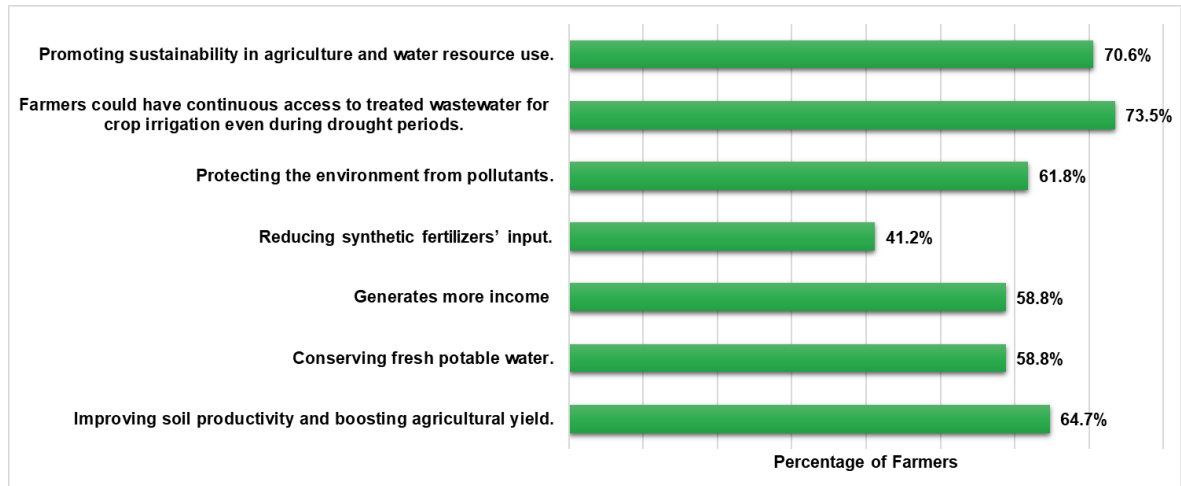 Promoting sustainability in agriculture and water resource use.
70.6%
Farmers could have continuous access to treated wastewater for
crop irrigation even during drought periods.
73.5%
Protecting the environment from pollutants.
61.8%
Reducing synthetic fertilizers’ input.
41.2%
Generates more income
58.8%
Conserving fresh potable water.
58.8%
Improving soil productivity and boosting agricultural yield.
64.7%
Percentage of Farmers